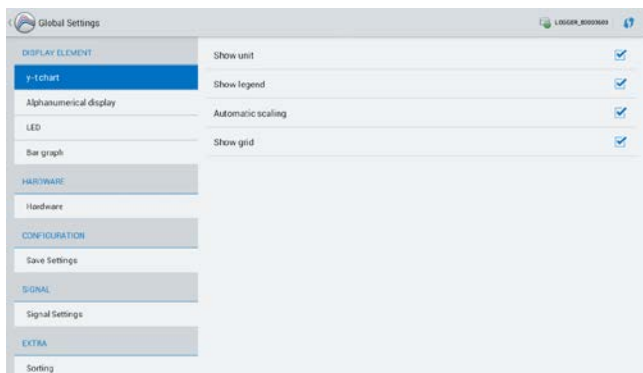 Global Settings
DISPLAY ELEMENT
y-t chart
Alphanumerical display
LED
Bar graph
HARDWARE
Hardware
CONFIGURATION
Save Settings
SIGNAL
Signal Settings
EXTRA
Sorting
Show unit
Show legend
Automatic scaling
Show grid